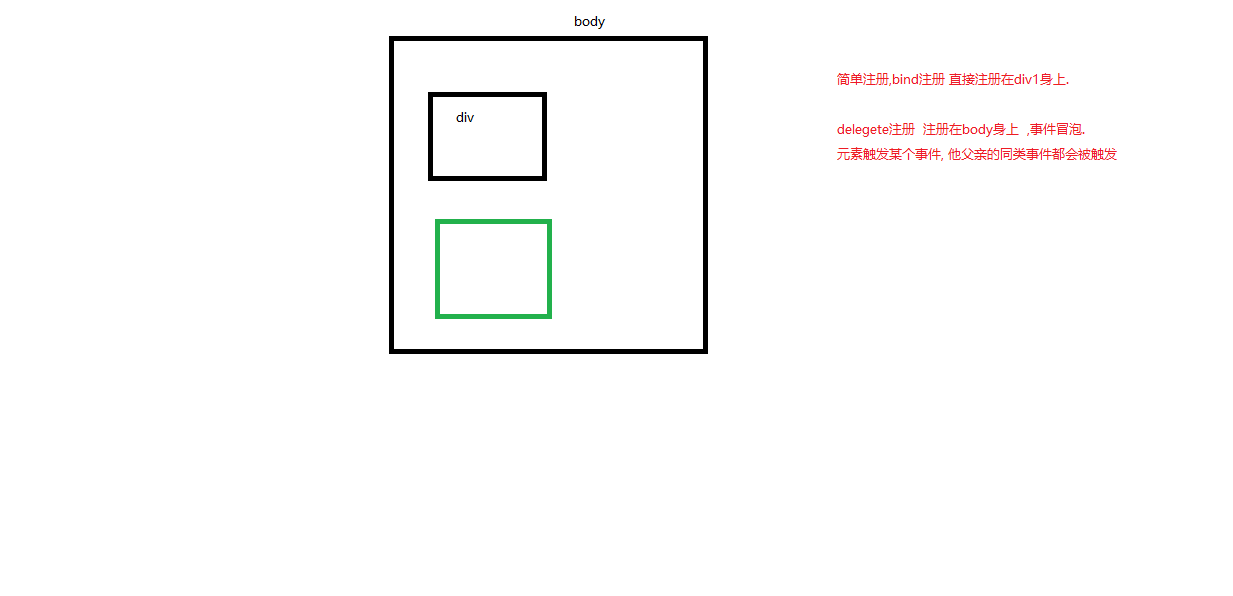 body
div
简单注册,bind注册 直接注册在div1身上.
delegete注册  注册在body身上  ,事件冒泡.
元素触发某个事件, 他父亲的同类事件都会被触发